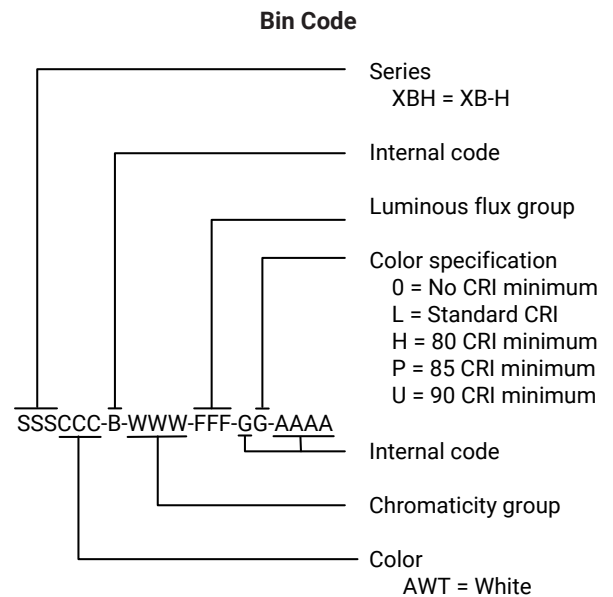 Bin Code
Series
XBH = XB-H
Internal code
Luminous flux group
Color specification
0 = No CRI minimum
L = Standard CRI
H = 80 CRI minimum
P = 85 CRI minimum
U = 90 CRI minimum
SSSCCC-B-WWW-FFF-GG-AAAA
Internal code
Chromaticity group
Color
AWT = White